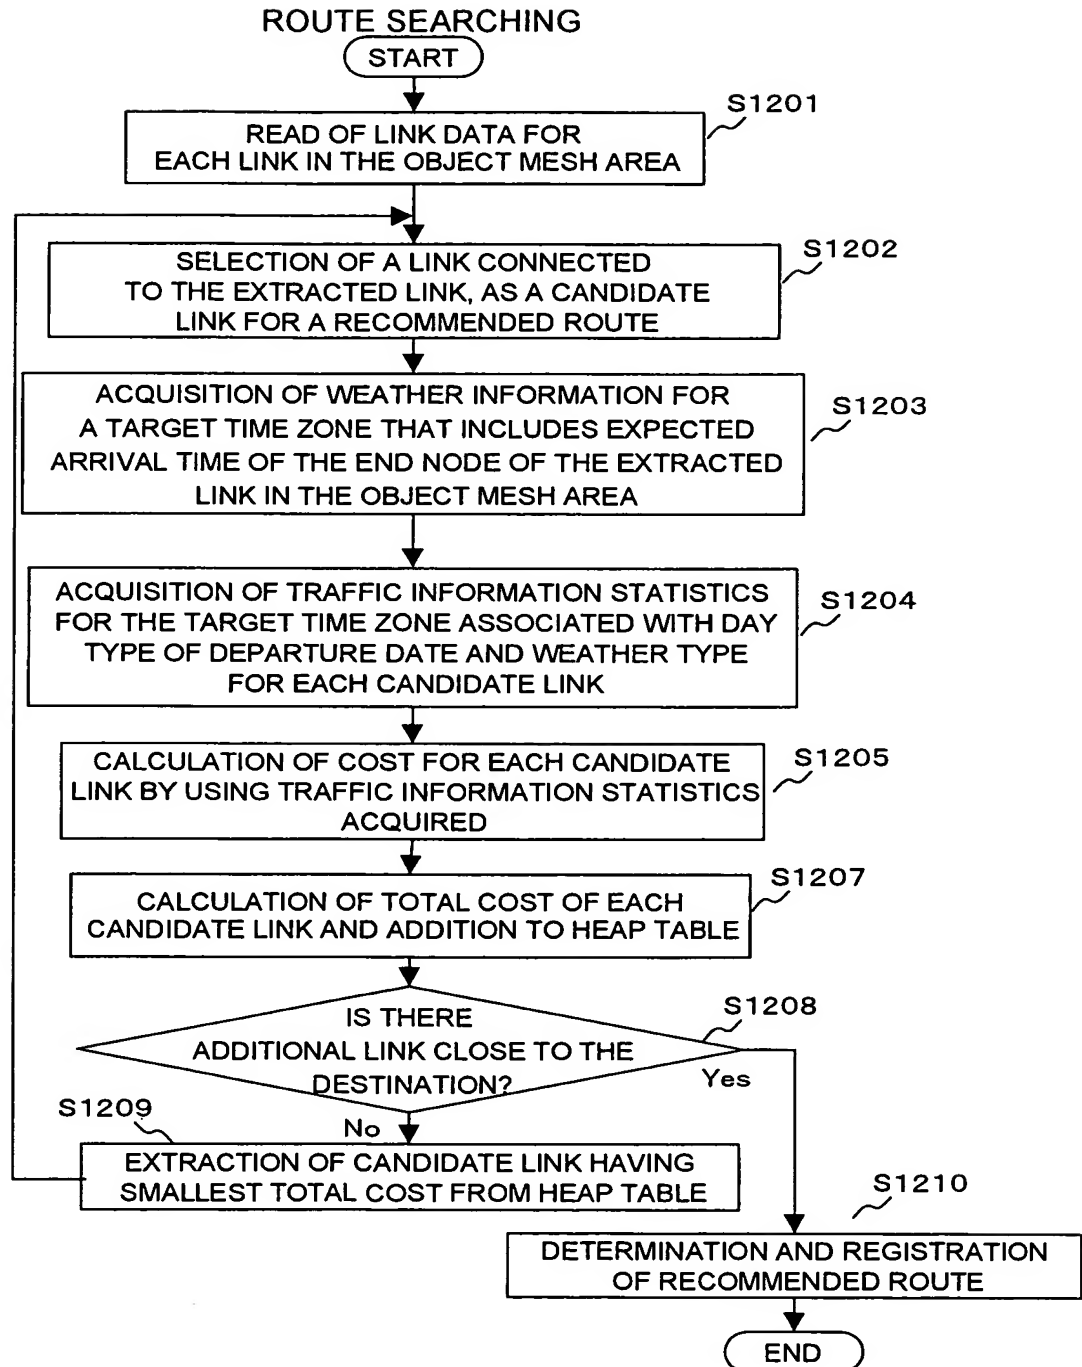 ROUTE SEARCHING
START
S1201
READ OF LINK DATA FOR
EACH LINK IN THE OBJECT MESH AREA
S1202
SELECTION OF A LINK CONNECTED
TO THE EXTRACTED LINK, AS A CANDIDATE
LINK FOR A RECOMMENDED ROUTE
S1203
ACQUISITION OF WEATHER INFORMATION FOR
A TARGET TIME ZONE THAT INCLUDES EXPECTED
ARRIVAL TIME OF THE END NODE OF THE EXTRACTED
LINK IN THE OBJECT MESH AREA
S1204
ACQUISITION OF TRAFFIC INFORMATION STATISTICS
FOR THE TARGET TIME ZONE ASSOCIATED WITH DAY
TYPE OF DEPARTURE DATE AND WEATHER TYPE
FOR EACH CANDIDATE LINK
S1205
CALCULATION OF COST FOR EACH CANDIDATE
LINK BY USING TRAFFIC INFORMATION STATISTICS
ACQUIRED
S1207
CALCULATION OF TOTAL COST OF EACH
CANDIDATE LINK AND ADDITION TO HEAP TABLE
S1208
IS THERE
ADDITIONAL LINK CLOSE TO THE
DESTINATION?
Yes
S1209
No
EXTRACTION OF CANDIDATE LINK HAVING
SMALLEST TOTAL COST FROM HEAP TABLE
S1210
DETERMINATION AND REGISTRATION
OF RECOMMENDED ROUTE
END